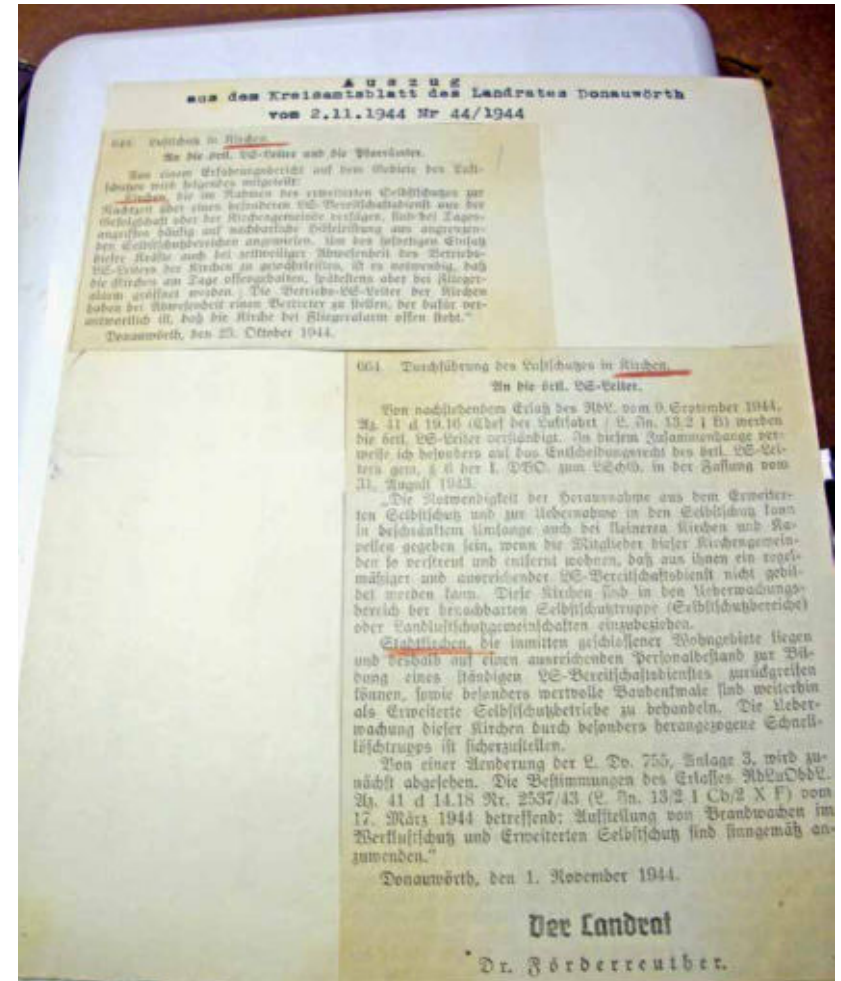 Auszug
aus dem Kreisamtsblatt des Landrates Donauwörth
vom 2.11.1944 Nr 44/1944
Luftschutz in Kirchen.
An die örtl. LS-Leiter und die Pfarrämter.
Aus einem Erfahrungsbericht auf dem Gebiete des Luft-
schutzes wird folgendes mitgeteilt:
Kirchen, die im Rahmen des erweiterten Selbstschutzes zur
Nachtzeit über einen besonderen LS-Bereitschaftsdienst aus der
Gefolgschaft oder der Kirchengemeinde verfügen, sind bei Tages-
angriffen häufig auf nachbarliche Hilfeleistung aus angrenzen-
den Selbstschutzbereichen angewiesen. Um den sofortigen Einsatz
dieser Kräfte auch bei zeitweiliger Abwesenheit des Betriebs-
LS-Leiters der Kirchen zu gewährleisten, ist es notwendig, daß
die Kirchen am Tage offengehalten, spätestens aber bei Flieger-
alarm geöffnet werden. Die Betriebs-LS-Leiter der Kirchen
haben bei Abwesenheit einen Vertreter zu stellen, der dafür ver-
antwortlich ist, daß die Kirche bei Fliegeralarm offen steht."
Donauwörth, den 25. Oktober 1944.
664 Durchführung des Luftschutzes in Kirchen.
An die örtl. LS-Leiter.
Von nachstehendem Erlaß des RdL. vom 9. September 1944,
Az. 41 d 19.16 (Chef der Luftfahrt / L. In. 13.2 I B) werden
die örtl. LS-Leiter verständigt. In diesem Zusammenhange ver-
weise ich besonders auf das Entscheidungsrecht des örtl. LS-Lei-
ters gem. § 6 der I. DVO. zum LSchG. in der Fassung vom
31. August 1943.
„Die Notwendigkeit der Herausnahme aus dem Erweiter-
ten Selbstschutz und zur Uebernahme in den Selbstschutz kann
in beschränktem Umfange auch bei kleineren Kirchen und Ka-
pellen gegeben sein, wenn die Mitglieder dieser Kirchengemein-
den so verstreut und entfernt wohnen, daß aus ihnen ein regel-
mäßiger und ausreichender LS-Bereitschaftsdienst nicht gebil-
det werden kann. Diese Kirchen sind in den Ueberwachungs-
bereich der benachbarten Selbstschutztruppe (Selbstschutzbereiche)
oder Landluftschutzgemeinschaften einzubeziehen.
Stadtkirchen, die inmitten geschlossener Wohngebiete liegen
und deshalb auf einen ausreichenden Personalbestand zur Bil-
dung eines ständigen LS-Bereitschaftsdienstes zurückgreifen
können, sowie besonders wertvolle Baudenkmale sind weiterhin
als Erweiterte Selbstschutzbetriebe zu behandeln. Die Ueber-
wachung dieser Kirchen durch besonders herangezogene Schnell-
löschtrupps ist sicherzustellen.
Von einer Aenderung der L. Dv. 755, Anlage 3, wird zu-
nächst abgesehen. Die Bestimmungen des Erlasses RdLuObdL.
Az. 41 d 14.18 Nr. 2537/43 (L. In. 13/2 I Cb/2 X F) vom
17. März 1944 betreffend: Aufstellung von Brandwachen im
Werkluftschutz und Erweiterten Selbstschutz sind sinngemäß an-
zuwenden."
Donauwörth, den 1. November 1944.
Der Landrat
Dr. Förderreuther.